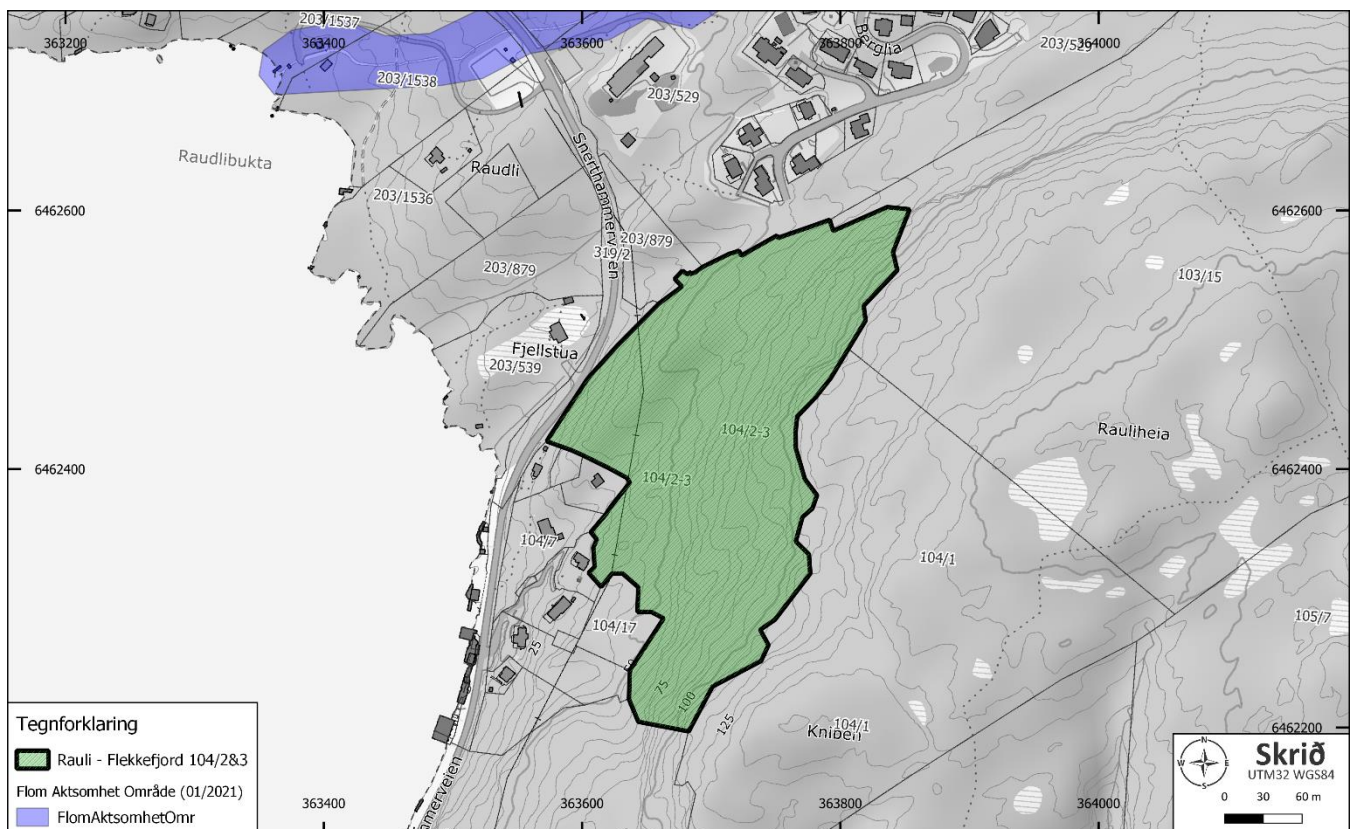 203/1537
363200
363400
363600
363800
364000
203/529
Berglia
203/1538
203/529
Raudlibukta
Raudli
Snerthammerveien
203/1536
6462600
6462600
203/879
319/2
203/879
103/15
Fjellstua
203/539
104/2-3
Rauliheia
6462400
6462400
104/2-3
104/7
104/1
104/17
105/7
25
75
100
125
104/1
Kniben
6462200
6462200
Tegnforklaring
Rauli - Flekkefjord 104/2&3
Flom Aktsomhet Område (01/2021)
FlomAktsomhetOmr
363400
363600
363800
364000
N
W E
S
Skrið
UTM32 WGS84
0 30 60 m